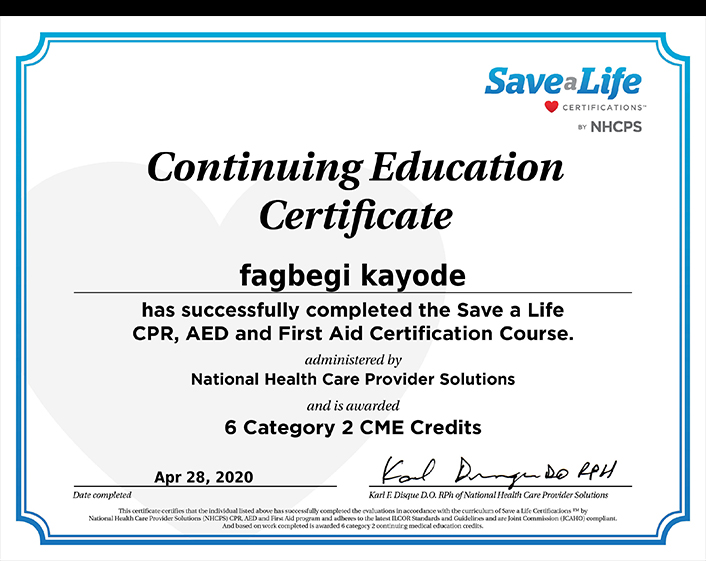 Save a Life
CERTIFICATIONS™
BY NHCPS
Continuing Education
Certificate
fagbegi kayode
has successfully completed the Save a Life
CPR, AED and First Aid Certification Course.
administered by
National Health Care Provider Solutions
and is awarded
6 Category 2 CME Credits
Apr 28, 2020
Karl Disque DO RPH
Date completed
Karl F. Disque D.O. RPh of National Health Care Provider Solutions
This certificate certifies that the individual listed above has successfully completed the evaluations in accordance with the curriculum of Save a Life Certifications ™ by
National Health Care Provider Solutions (NHCPS) CPR, AED and First Aid program and adheres to the latest ILCOR Standards and Guidelines and are Joint Commission (JCAHO) compliant.
And based on work completed is awarded 6 category 2 continuing medical education credits.